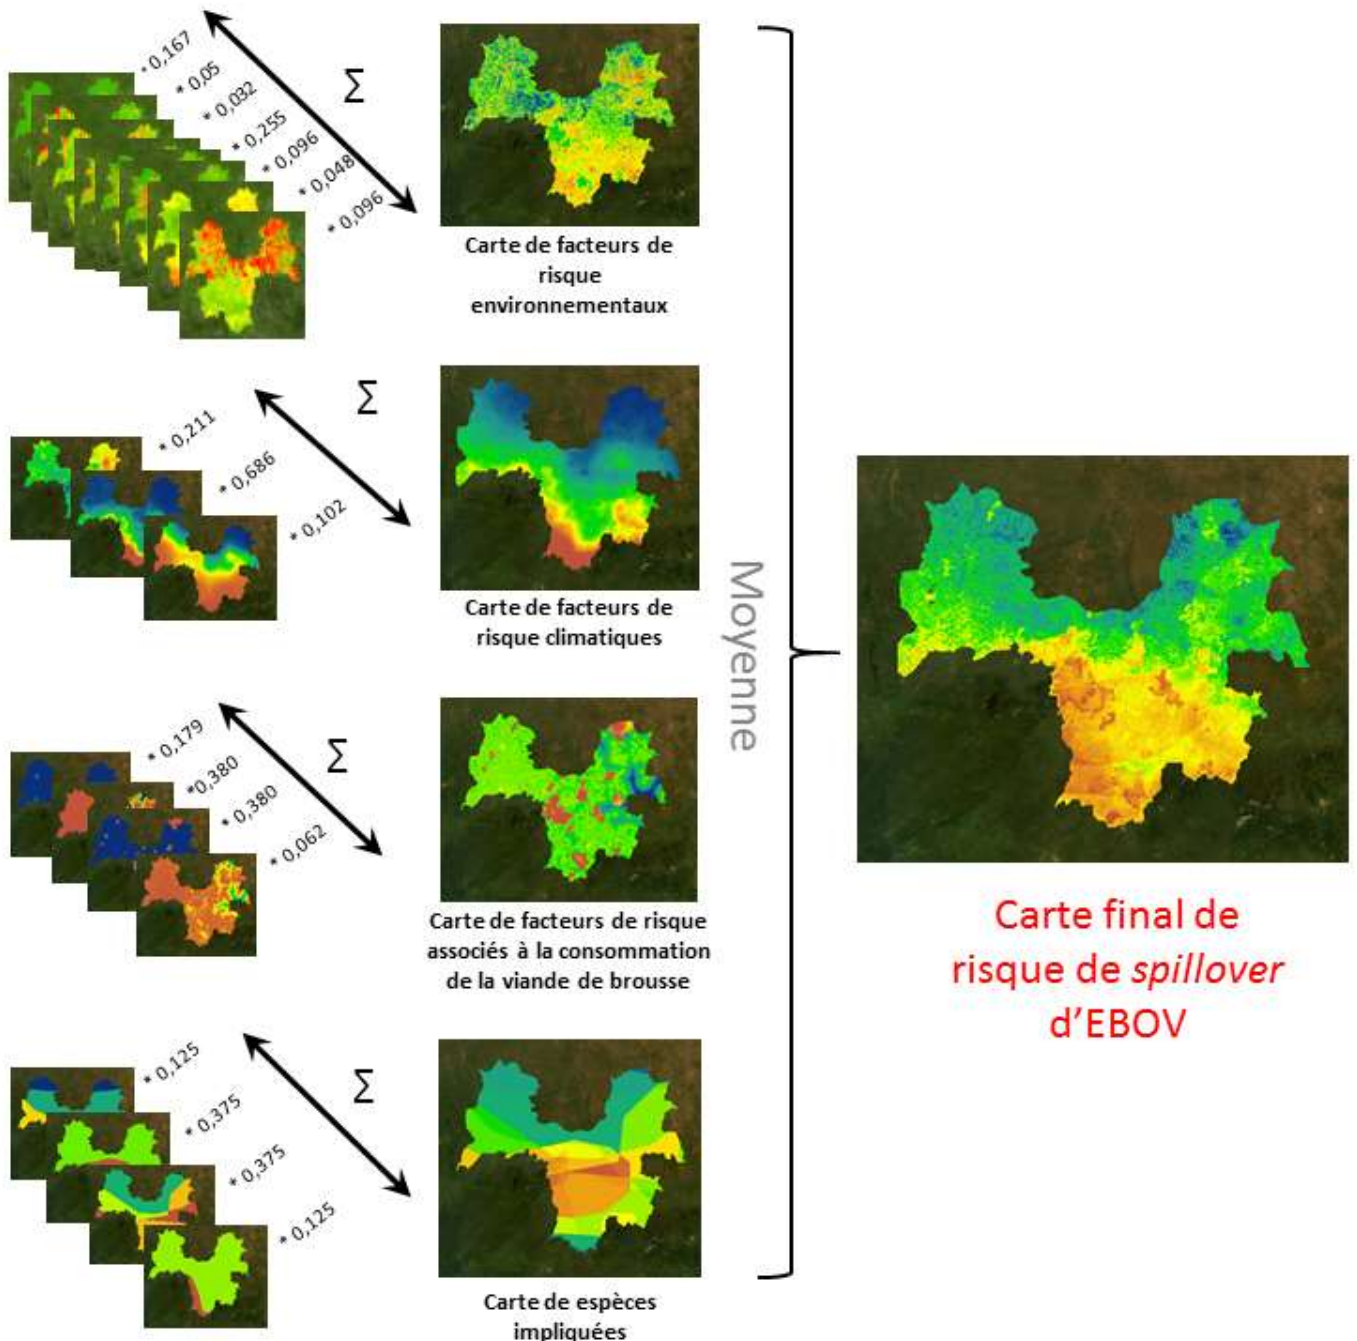 * 0,167
* 0,05
* 0,032
* 0,255
* 0,096
* 0,048
* 0,096
Σ
Carte de facteurs de
risque
environnementaux
* 0,211
* 0,686
* 0,102
Σ
Carte de facteurs de
risque climatiques
* 0,179
*0,380
* 0,380
* 0,062
Σ
Carte de facteurs de risque
associés à la consommation
de la viande de brousse
* 0,125
* 0,375
* 0,375
* 0,125
Σ
Carte de espèces
impliquées
Moyenne
Carte final de
risque de spillover
d’EBOV